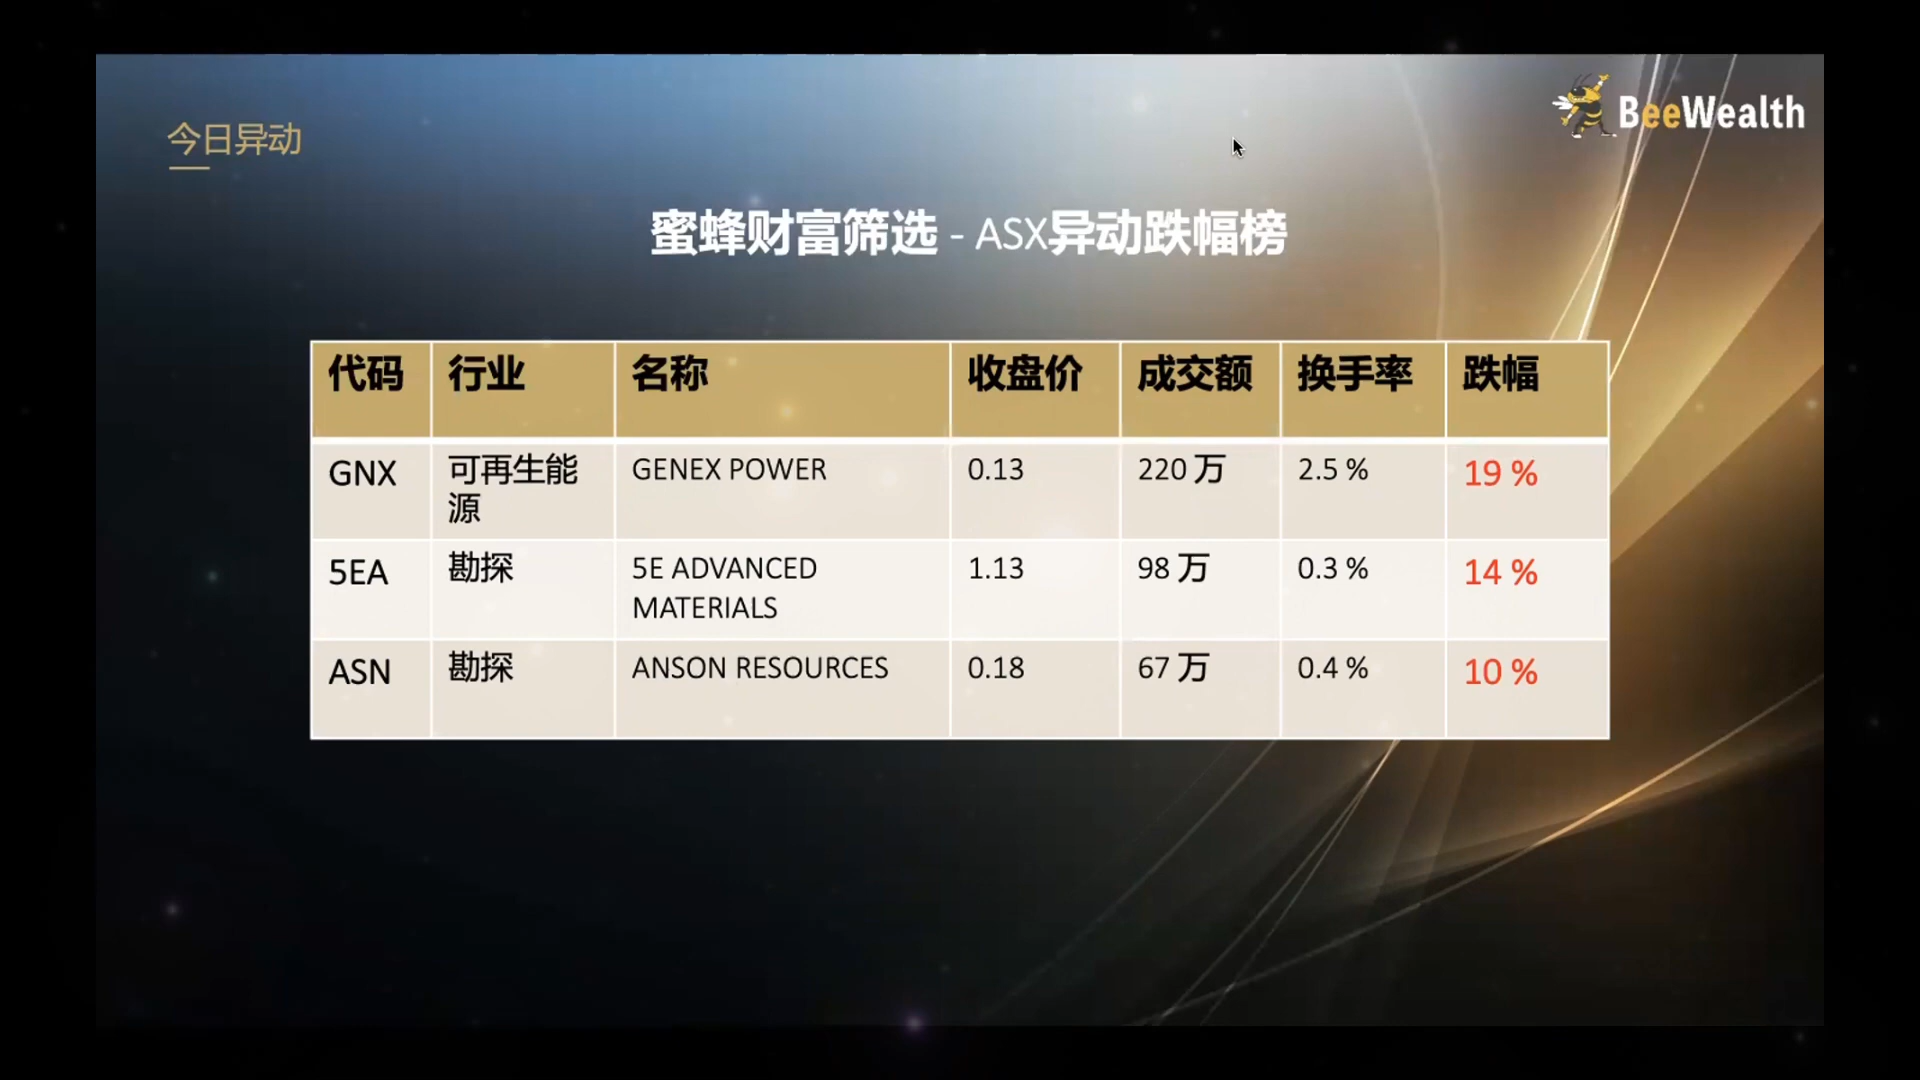 今日异动
BeeWealth
蜜蜂财富筛选 - ASX异动跌幅榜
代码 行业 名称 收盘价 成交额 换手率 跌幅
GNX 可再生能源 GENEX POWER 0.13 220 万 2.5 % 19 %
5EA 勘探 5E ADVANCED MATERIALS 1.13 98 万 0.3 % 14 %
ASN 勘探 ANSON RESOURCES 0.18 67 万 0.4 % 10 %